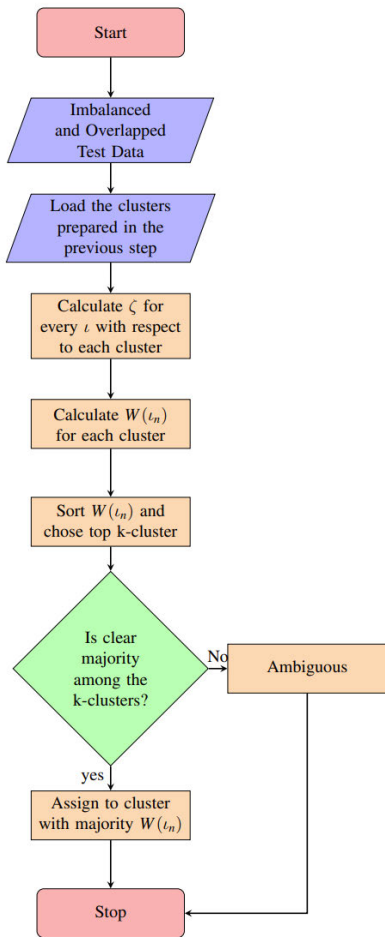 Start
Imbalanced
and Overlapped
Test Data
Load the clusters
prepared in the
previous step
Calculate ζ for
every ι with respect
to each cluster
Calculate W(ιₙ)
for each cluster
Sort W(ιₙ) and
chose top k-cluster
Is clear
majority
among the
k-clusters?
No
Ambiguous
yes
Assign to cluster
with majority W(ιₙ)
Stop